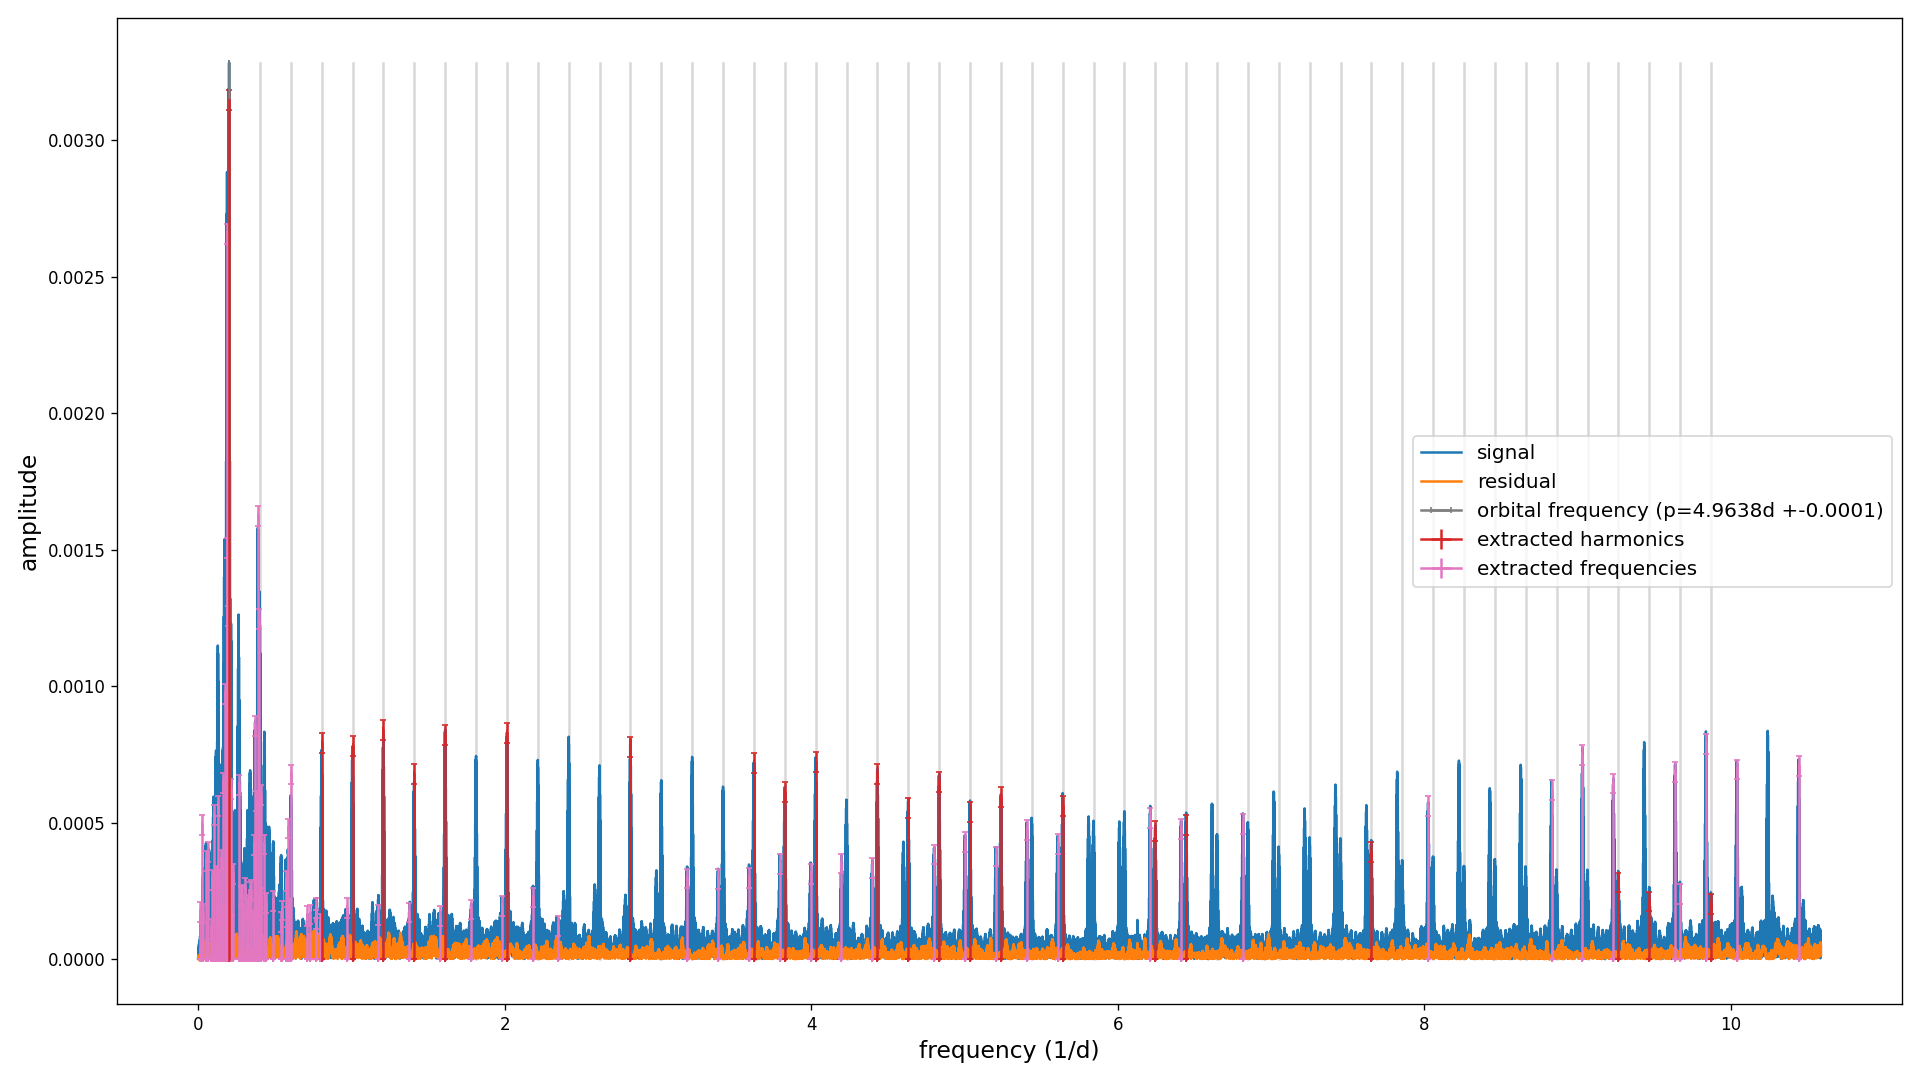 0.0030
0.0025
0.0020
0.0015
0.0010
0.0005
0.0000
amplitude
signal
residual
orbital frequency (p=4.9638d +-0.0001)
extracted harmonics
extracted frequencies
0 2 4 6 8 10
frequency (1/d)